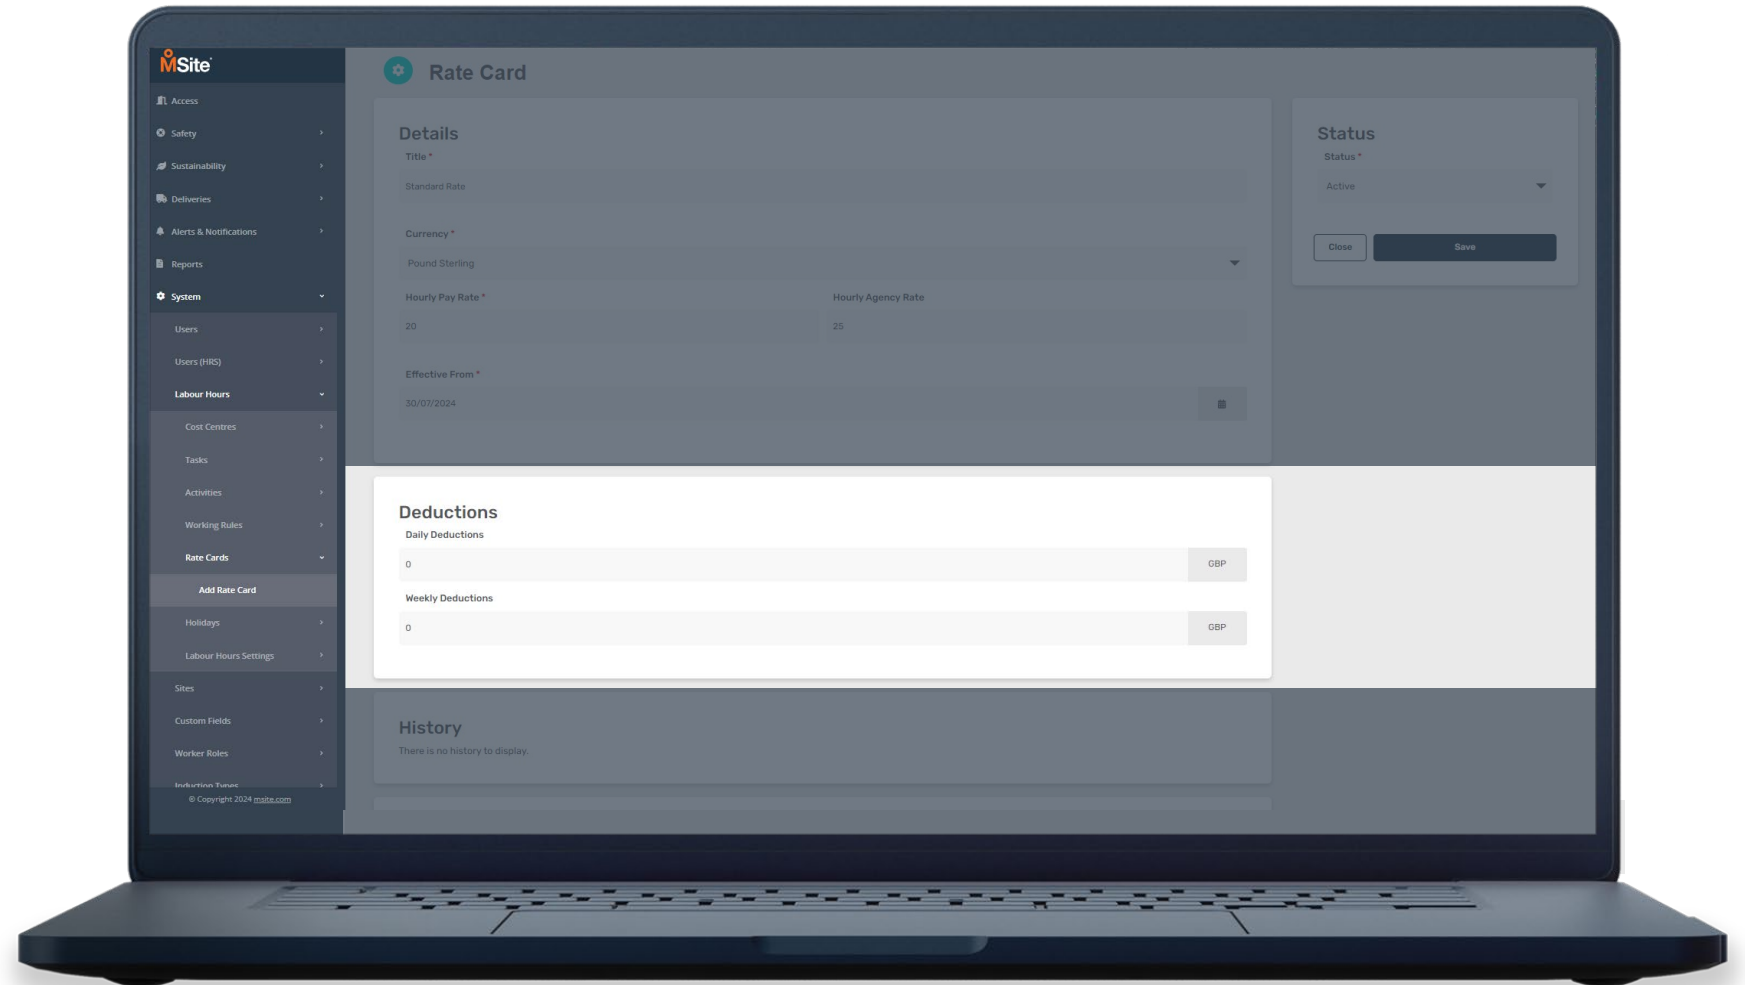 MSite
Access
Safety
Sustainability
Deliveries
Alerts & Notifications
Reports
System
Users
Users (HRS)
Labour Hours
Cost Centres
Tasks
Activities
Working Rules
Rate Cards
Add Rate Card
Holidays
Labour Hours Settings
Sites
Custom Fields
Worker Roles
Induction Types
© Copyright 2024 msite.com
Rate Card
Details
Title *
Standard Rate
Currency *
Pound Sterling
Hourly Pay Rate * Hourly Agency Rate
20 25
Effective From *
30/07/2024
Status
Status *
Active
Close Save
Deductions
Daily Deductions
0 GBP
Weekly Deductions
0 GBP
History
There is no history to display.